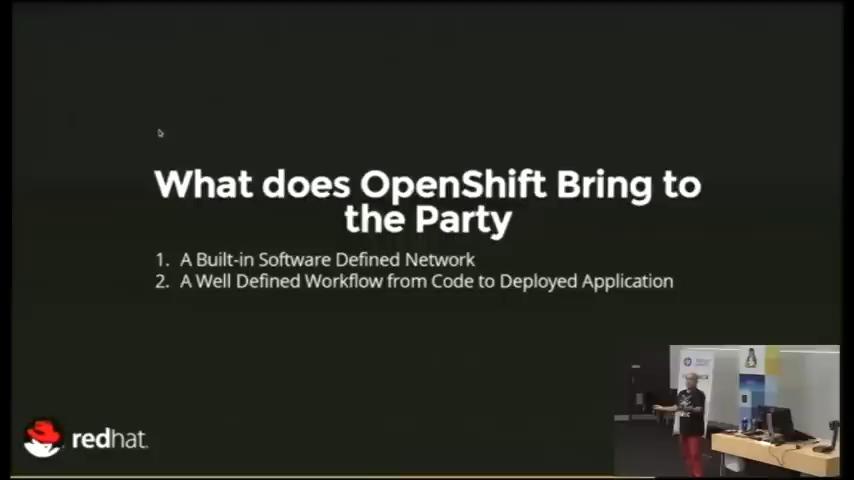 What does OpenShift Bring to
the Party
1. A Built-in Software Defined Network
2. A Well Defined Workflow from Code to Deployed Application
redhat.